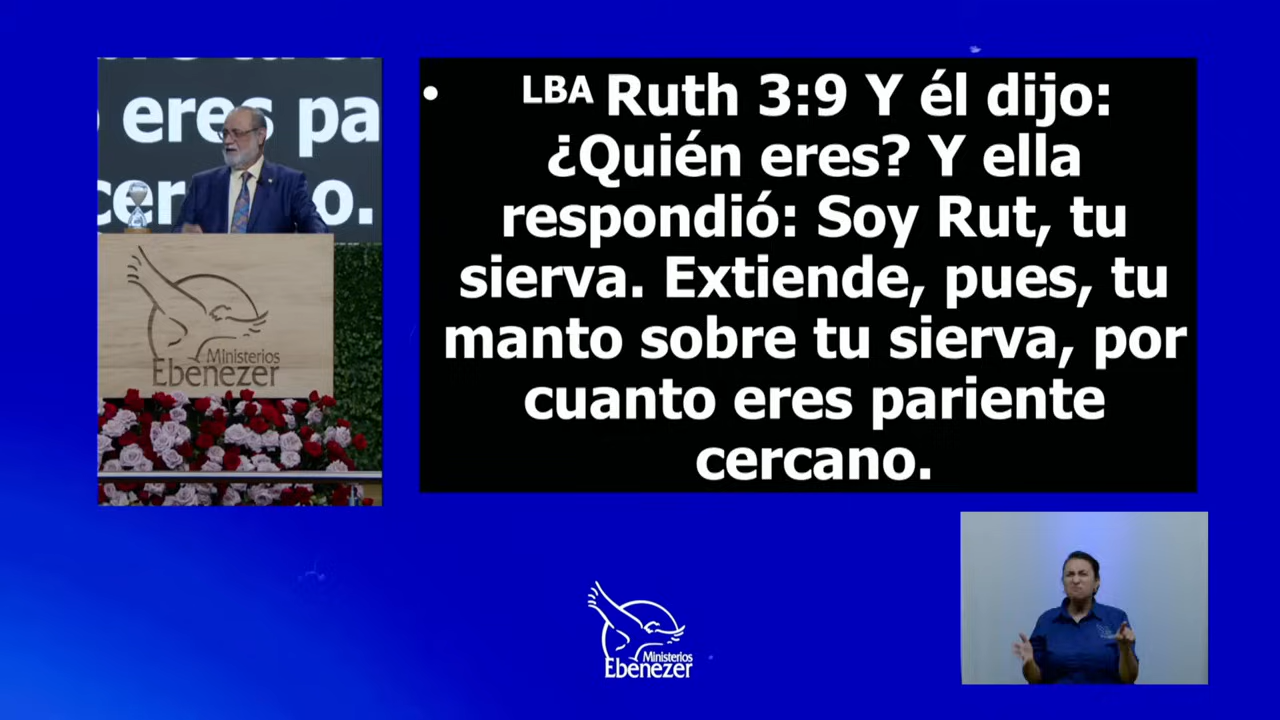 eres pa
cer
o.
Ministerios
Ebenezer
• LBA Ruth 3:9 Y él dijo:
¿Quién eres? Y ella
respondió: Soy Rut, tu
sierva. Extiende, pues, tu
manto sobre tu sierva, por
cuanto eres pariente
cercano.
Ministerios
Ebenezer